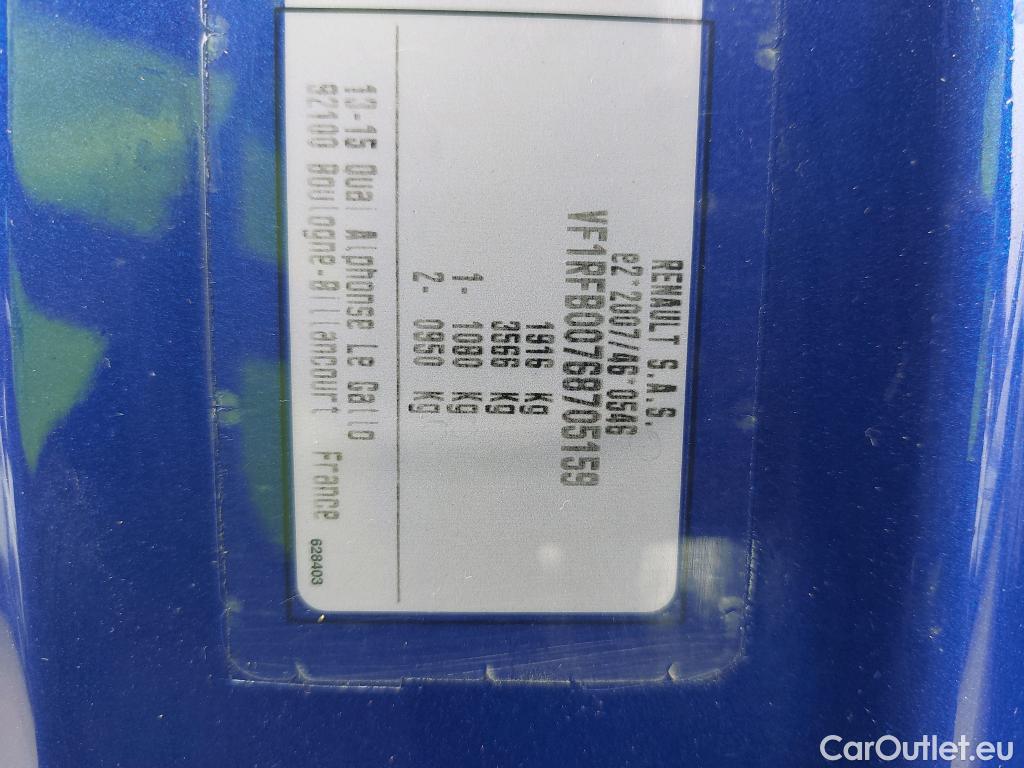 RENAULT S.A.S.
e2*2007/46*0546
VF1RFB00768705159
1916 kg
3566 kg
1- 1090 kg
2- 0950 kg
13-15 Quai Alphonse Le Gallo
92100 Boulogne-Billancourt France
628403
CarOutlet.eu